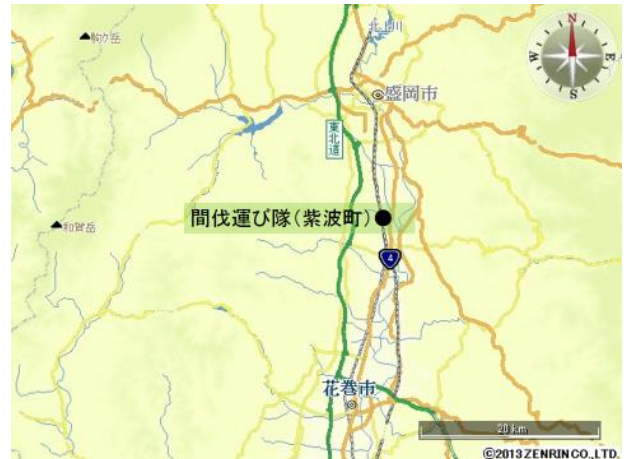 北上川
駒ケ岳
盛岡市
東北道
間伐運び隊(紫波町)
和賀岳
4
花巻市
20 km
N
E
S
W
©2013 ZENRIN CO., LTD.